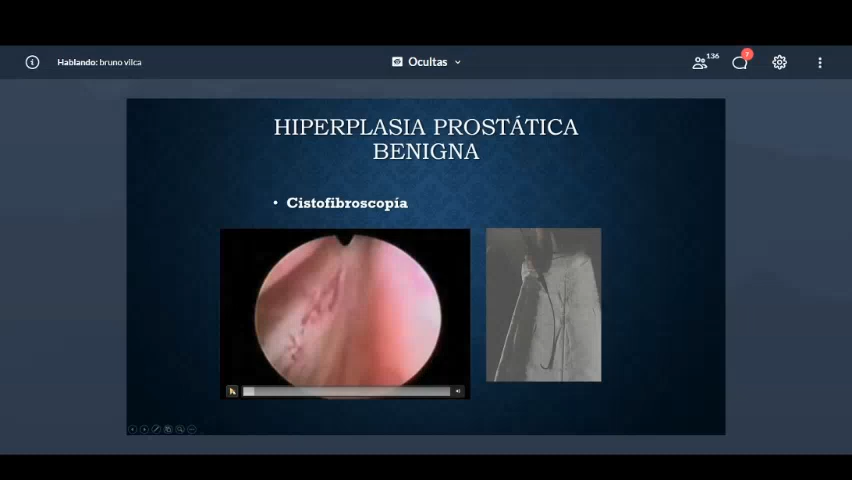 Hablando: bruno vilca
Ocultas
136
7
HIPERPLASIA PROSTÁTICA
BENIGNA
• Cistofibroscopía